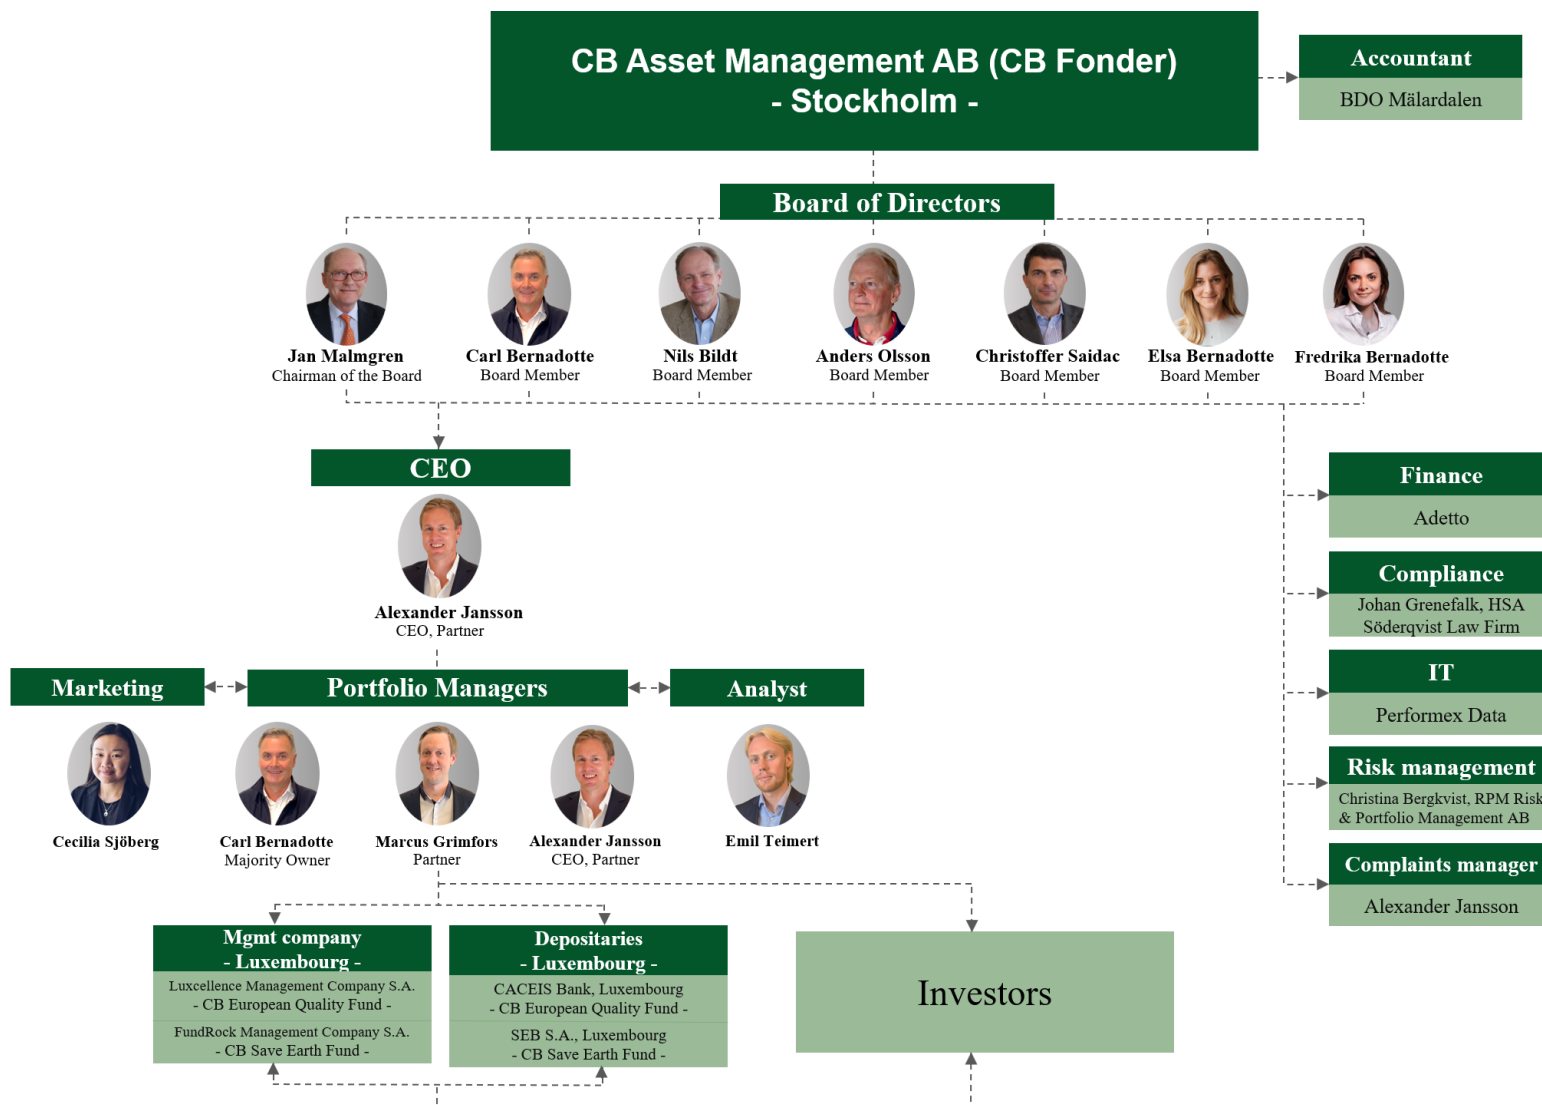 CB Asset Management AB (CB Fonder)
- Stockholm -
Accountant
BDO Mälardalen
Board of Directors
Jan Malmgren
Chairman of the Board
Carl Bernadotte
Board Member
Nils Bildt
Board Member
Anders Olsson
Board Member
Christoffer Saidac
Board Member
Elsa Bernadotte
Board Member
Fredrika Bernadotte
Board Member
CEO
Alexander Jansson
CEO, Partner
Finance
Adetto
Compliance
Johan Grenefalk, HSA
Söderqvist Law Firm
IT
Performex Data
Risk management
Christina Bergkvist, RPM Risk
& Portfolio Management AB
Complaints manager
Alexander Jansson
Marketing
Portfolio Managers
Analyst
Cecilia Sjöberg
Carl Bernadotte
Majority Owner
Marcus Grimfors
Partner
Alexander Jansson
CEO, Partner
Emil Teimert
Mgmt company
- Luxembourg -
Luxcellence Management Company S.A.
- CB European Quality Fund -
FundRock Management Company S.A.
- CB Save Earth Fund -
Depositaries
- Luxembourg -
CACEIS Bank, Luxembourg
- CB European Quality Fund -
SEB S.A., Luxembourg
- CB Save Earth Fund -
Investors